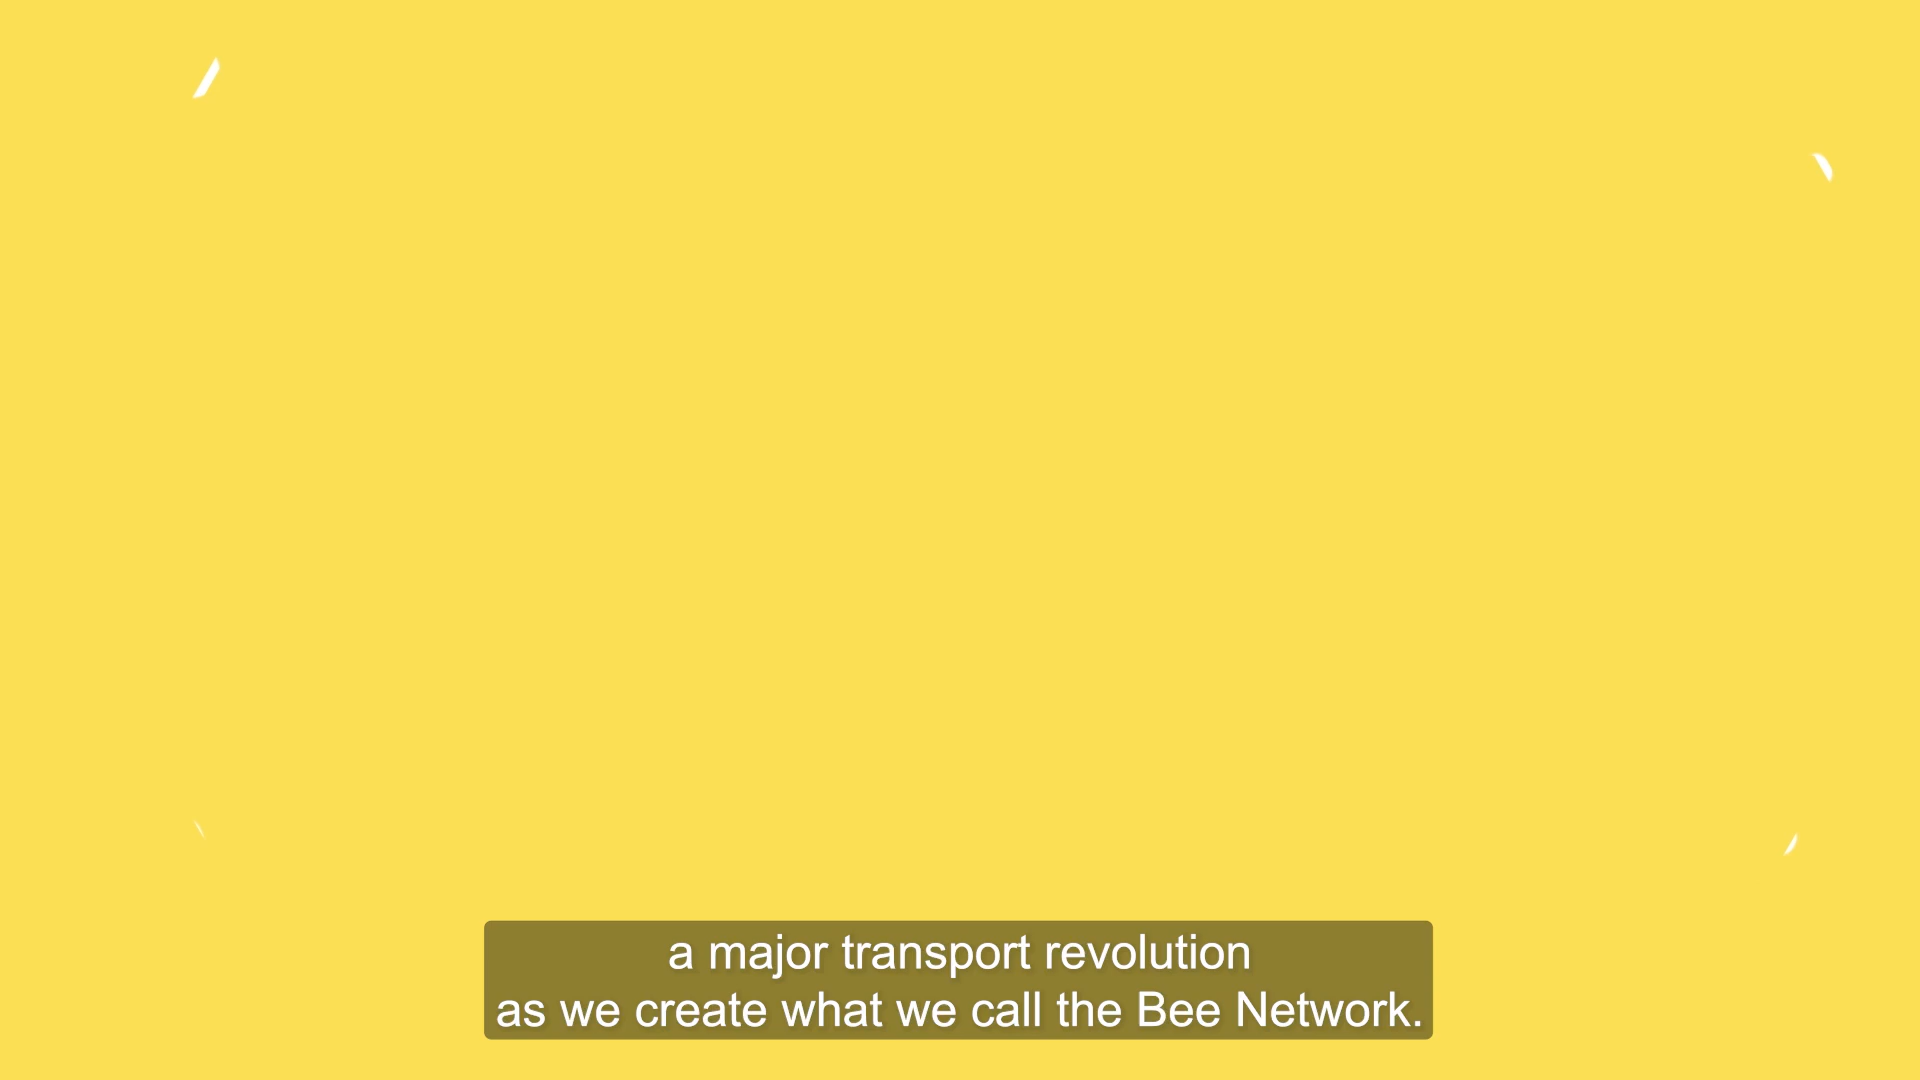 a major transport revolution
as we create what we call the Bee Network.